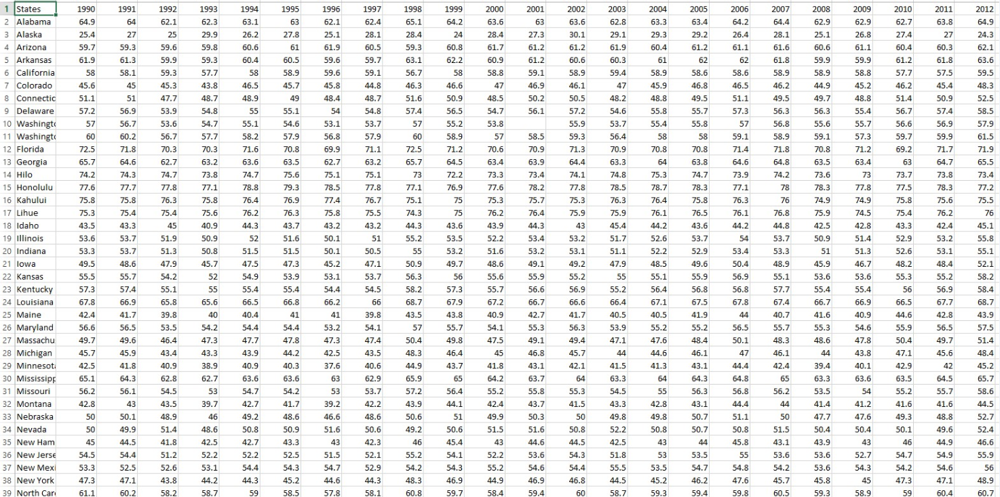 1 States 1990 1991 1992 1993 1994 1995 1996 1997 1998 1999 2000 2001 2002 2003 2004 2005 2006 2007 2008 2009 2010 2011 2012
2 Alabama 64.9 64 62.1 62.3 63.1 63 62.1 62.4 65.1 64.2 63.6 63 63.6 62.8 63.3 63.4 64.2 64.4 62.9 62.9 62.7 63.8 64.9
3 Alaska 25.4 27 25 29.9 26.2 27.8 25.1 28.1 28.4 24 28.4 27.3 30.1 29.1 29.3 29.2 26.4 28.1 25.1 26.8 27.4 27 24.3
4 Arizona 59.7 59.3 59.6 59.8 60.6 61 61.9 60.5 59.3 60.8 61.7 61.2 61.2 61.9 60.4 61.2 61.1 61.6 60.6 61.1 60.4 60.3 62.1
5 Arkansas 61.9 61.3 59.9 59.3 60.4 60.5 59.6 59.7 63.1 62.2 60.9 61.2 60.6 60.3 61 62 62 61.8 59.9 59.9 61.2 61.8 63.6
6 California 58 58.1 59.3 57.7 58 58.9 59.6 59.1 56.7 58 58.8 59.1 58.9 59.4 58.9 58.6 58.6 58.9 58.9 58.8 57.7 57.5 59.5
7 Colorado 45.6 45 45.3 43.8 46.5 45.7 45.8 44.8 46.3 46.6 47 46.9 46.1 47 45.9 46.8 46.5 46.2 44.9 45.2 46.2 45.4 48.3
8 Connectic 51.1 51 47.7 48.7 48.9 49 48.4 48.7 51.6 50.9 48.5 50.2 50.5 48.2 48.8 49.5 51.1 49.5 49.7 48.8 51.4 50.9 52.5
9 Delaware 57.2 56.9 53.9 54.8 55 55.1 54 54.8 57.4 56.5 54.7 56.1 57.2 54.6 55.8 55.7 57.3 56.3 56.3 55.4 56.7 57.4 58.5
10 Washingto 57 56.7 53.6 54.7 55.1 54.6 53.1 53.7 57 55.2 53.8 55.9 53.7 55.4 55.8 57 56.8 55.6 55.7 56.6 56.9 57.9
11 Washingto 60 60.2 56.7 57.7 58.2 57.9 56.8 57.9 60 58.9 57 58.5 59.3 56.4 58 58 59.1 58.9 59.1 57.3 59.7 59.9 61.5
12 Florida 72.5 71.8 70.3 70.3 71.6 70.8 69.9 71.1 72.5 71.2 70.6 70.9 71.3 70.9 70.8 70.8 71.4 71.8 70.8 71.2 69.2 71.7 71.9
13 Georgia 65.7 64.6 62.7 63.2 63.6 63.5 62.7 63.2 65.7 64.5 63.4 63.9 64.4 63.3 64 63.8 64.6 64.8 63.5 63.4 63 64.7 65.5
14 Hilo 74.2 74.3 74.7 73.8 74.7 75.6 75.1 75.1 73 72.2 73.3 73.4 74.1 74.8 75.3 74.7 73.9 74.2 73.6 73 73.7 73.8 73.4
15 Honolulu 77.6 77.7 77.8 77.1 78.8 79.3 78.5 77.8 77.1 76.9 77.6 78.2 77.8 78.5 78.7 78.3 77.1 78 78.3 77.8 77.5 78.3 77.2
16 Kahului 75.8 75.8 76.3 75.8 76.4 76.9 77.4 76.7 75.1 75 75.3 75.7 75.3 76.3 76.4 75.8 76.3 76 74.9 74.9 75.8 75.6 75.5
17 Lihue 75.3 75.4 75.4 75.6 76.2 76.3 75.8 75.5 74.3 75 76.2 76.4 75.9 75.9 76.1 76.5 76.1 76.8 75.9 74.5 75.4 76.2 76
18 Idaho 43.5 43.3 45 40.9 44.3 43.7 43.2 43.2 44.3 43.6 43.9 44.3 43 45.4 44.2 43.6 44.2 44.8 42.5 42.8 43.3 42.4 45.1
19 Illinois 53.6 53.7 51.9 50.9 52 51.6 50.1 51 55.2 53.5 52.2 53.4 53.2 51.7 52.6 53.7 54 53.7 50.9 51.4 52.9 53.2 55.8
20 Indiana 53.3 53.7 51.3 50.8 51.5 51.5 50.1 50.5 55 53.2 51.6 53.2 53.1 51.1 52.2 52.9 53.4 53.3 51 51.3 52.6 53.1 55.1
21 Iowa 49.5 48.6 47.9 45.7 47.5 47.3 45.2 47.1 50.9 49.7 48.6 49.1 49.2 47.9 48.5 49.6 50.4 48.9 45.9 46.7 48.2 48.4 52.1
22 Kansas 55.5 55.7 54.2 52 54.9 53.9 53.1 53.7 56.3 56 55.6 55.9 55.2 55 55.1 55.9 56.9 55.1 53.6 53.6 55.3 55.2 58.2
23 Kentucky 57.3 57.4 55.1 55 55.4 55.4 54.4 54.5 58.2 57.3 55.7 56.6 56.9 55.2 56.4 56.8 56.8 57.7 55.4 55.4 56 56.9 58.4
24 Louisiana 67.8 66.9 65.8 65.6 66.5 66.8 66.2 66 68.7 67.9 67.2 66.7 66.6 66.4 67.1 67.5 67.8 67.4 66.7 66.9 66.5 67.7 68.7
25 Maine 42.4 41.7 39.8 40 40.4 41 41 39.8 43.5 43.8 40.9 42.7 41.7 40.5 40.5 41.9 44 40.7 41.6 40.9 44.6 42.8 43.9
26 Maryland 56.6 56.5 53.5 54.2 54.4 54.4 53.2 54.1 57 55.7 54.1 55.3 56.3 53.9 55.2 55.2 56.5 55.7 55.3 54.6 55.9 56.5 57.5
27 Massachu 49.7 49.6 46.4 47.3 47.7 47.8 47.3 47.4 50.4 49.8 47.5 49.1 49.4 47.1 47.6 48.4 50.1 48.3 48.6 47.8 50.4 49.7 51.4
28 Michigan 45.7 45.9 43.4 43.3 43.9 44.2 42.5 43.5 48.3 46.4 45 46.8 45.7 44 44.6 46.1 47 46.1 44 43.8 47.1 45.6 48.4
29 Minnesota 42.5 41.8 40.9 38.9 40.9 40.3 37.6 40.6 44.9 43.7 41.8 43.1 42.1 41.5 41.3 43.1 44.4 42.4 39.4 40.1 42.9 42 45.2
30 Mississipp 65.1 64.3 62.8 62.7 63.6 63.6 63 62.9 65.9 65 64.2 63.7 64 63.3 64 64.3 64.8 65 63.3 63.6 63.5 64.5 65.7
31 Missouri 56.2 56.1 54.5 53 54.7 54.2 53 53.7 57.2 56.4 55.2 55.8 55.3 54.5 55 56.3 56.8 56.2 53.5 54 55.2 55.7 58.6
32 Montana 42.8 43 43.5 39.7 42.7 41.7 39.2 42.2 43.9 44.1 42.4 43.7 41.5 43.3 42.8 43.1 44.4 44 41.4 41.2 41.6 41.6 44.5
33 Nebraska 50 50.1 48.9 46 49.2 48.6 46.6 48.6 50.6 51 49.9 50.3 50 49.8 49.8 50.7 51.1 50 47.7 47.6 49.3 48.8 52.7
34 Nevada 50 49.9 51.4 48.6 50.8 50.9 51.6 50.6 49.2 50.6 51.5 51.6 50.8 52.2 50.8 50.7 50.8 51.5 50.4 50.4 50.1 49.6 52.4
35 New Ham 45 44.5 41.8 42.5 42.7 43.3 43 42.3 46 45.4 43 44.6 44.5 42.5 43 44 45.8 43.1 43.9 43 46 44.9 46.6
36 New Jerse 54.5 54.4 51.2 52.2 52.2 52.5 51.5 52.1 55.2 54.1 52.2 53.6 54.3 51.8 53 53.5 55 53.6 53.6 52.7 54.7 54.9 55.9
37 New Mexi 53.3 52.5 52.6 53.1 54.4 54.3 54.7 52.9 54.2 54.3 55.2 54.6 54.4 55.5 53.5 54.7 54.8 54.2 53.6 54.3 54.2 54.6 56
38 New York 47.3 47.1 43.8 44.2 44.3 45.2 44.6 44.3 48.3 46.9 44.9 46.9 46.8 44.5 45.2 46.2 47.6 45.7 45.8 45 47.3 47.1 48.9
39 North Car 61.1 60.2 58.2 58.7 59 58.5 57.8 58.1 60.8 59.7 58.4 59.4 60 58.7 59.3 59.4 59.8 60.5 59.3 58.9 59 60.4 60.7